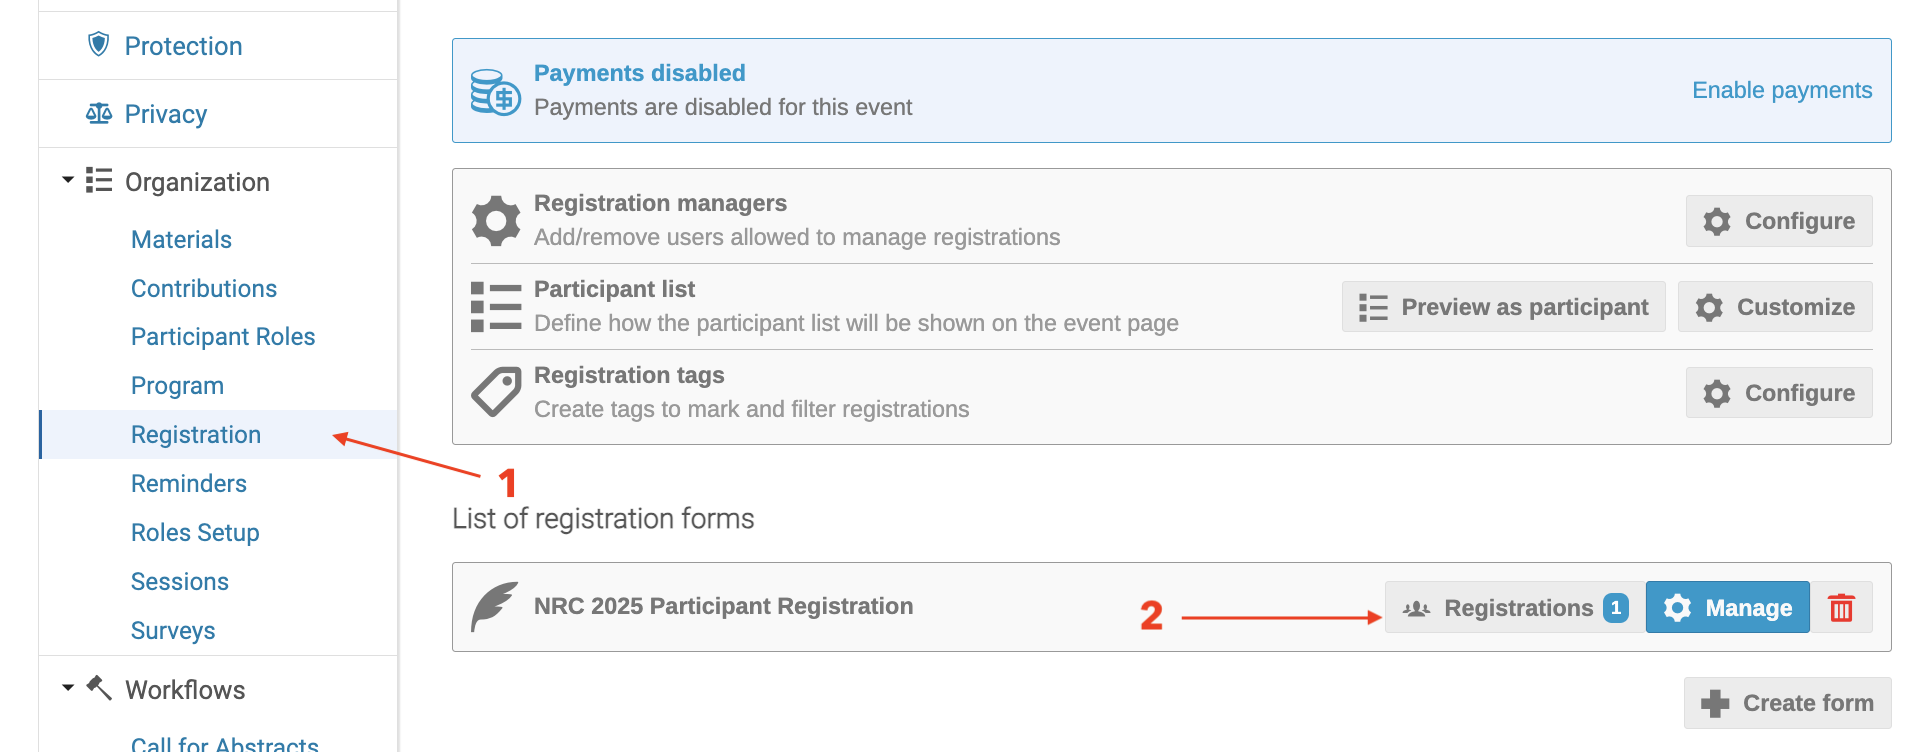 Protection
Privacy
Organization
Materials
Contributions
Participant Roles
Program
Registration
Reminders
Roles Setup
Sessions
Surveys
Workflows
Call for Abstracts
Payments disabled
Payments are disabled for this event
Enable payments
Registration managers
Add/remove users allowed to manage registrations
Configure
Participant list
Define how the participant list will be shown on the event page
Preview as participant
Customize
Registration tags
Create tags to mark and filter registrations
Configure
1
List of registration forms
NRC 2025 Participant Registration
2
Registrations 1
Manage
Create form